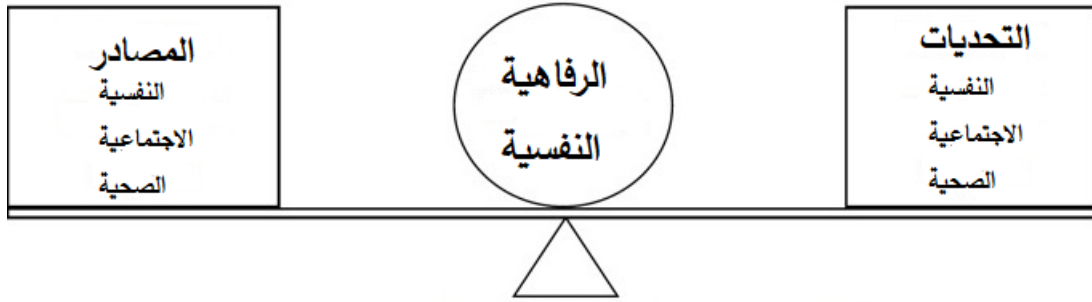 التحديات
النفسية
الاجتماعية
الصحية
الرفاهية
النفسية
المصادر
النفسية
الاجتماعية
الصحية